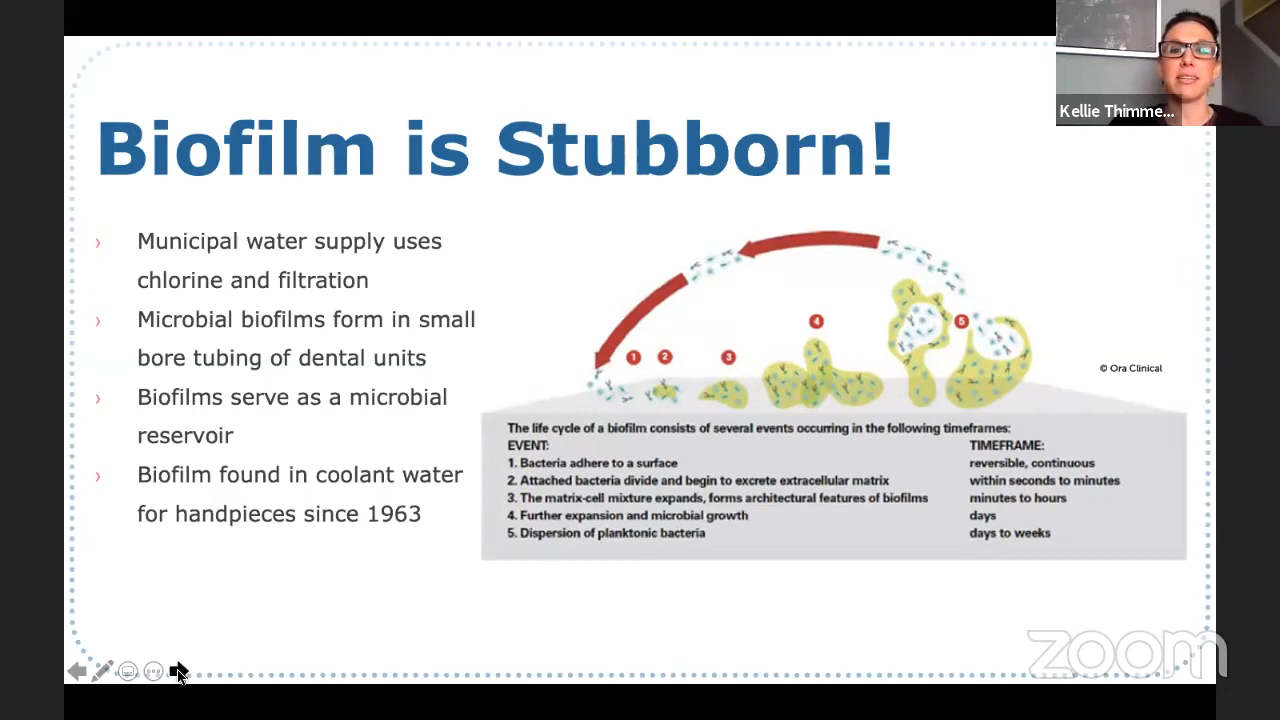 Kellie Thimme...
Biofilm is Stubborn!
› Municipal water supply uses
chlorine and filtration
› Microbial biofilms form in small
bore tubing of dental units
› Biofilms serve as a microbial
reservoir
› Biofilm found in coolant water
for handpieces since 1963
1 2 3 4 5
© Ora Clinical
The life cycle of a biofilm consists of several events occurring in the following timeframes:
EVENT: TIMEFRAME:
1. Bacteria adhere to a surface reversible, continuous
2. Attached bacteria divide and begin to excrete extracellular matrix within seconds to minutes
3. The matrix-cell mixture expands, forms architectural features of biofilms minutes to hours
4. Further expansion and microbial growth days
5. Dispersion of planktonic bacteria days to weeks
zoom